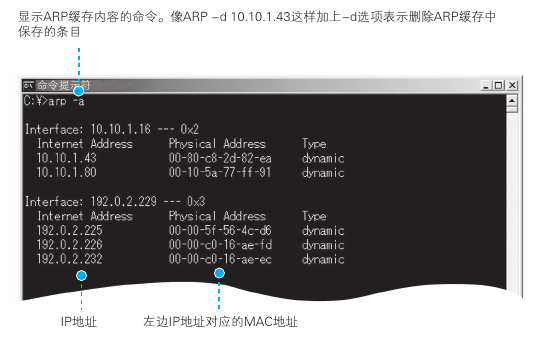 显示ARP缓存内容的命令。像ARP -d 10.10.1.43这样加上-d选项表示删除ARP缓存中
保存的条目
命令提示符
C:¥>arp -a
Interface: 10.10.1.16 --- 0x2
Internet Address Physical Address Type
10.10.1.43 00-80-c8-2d-82-ea dynamic
10.10.1.80 00-10-5a-77-ff-91 dynamic
Interface: 192.0.2.229 --- 0x3
Internet Address Physical Address Type
192.0.2.225 00-00-5f-56-4c-d6 dynamic
192.0.2.226 00-00-c0-16-ae-fd dynamic
192.0.2.232 00-00-c0-16-ae-ec dynamic
IP地址 左边IP地址对应的MAC地址